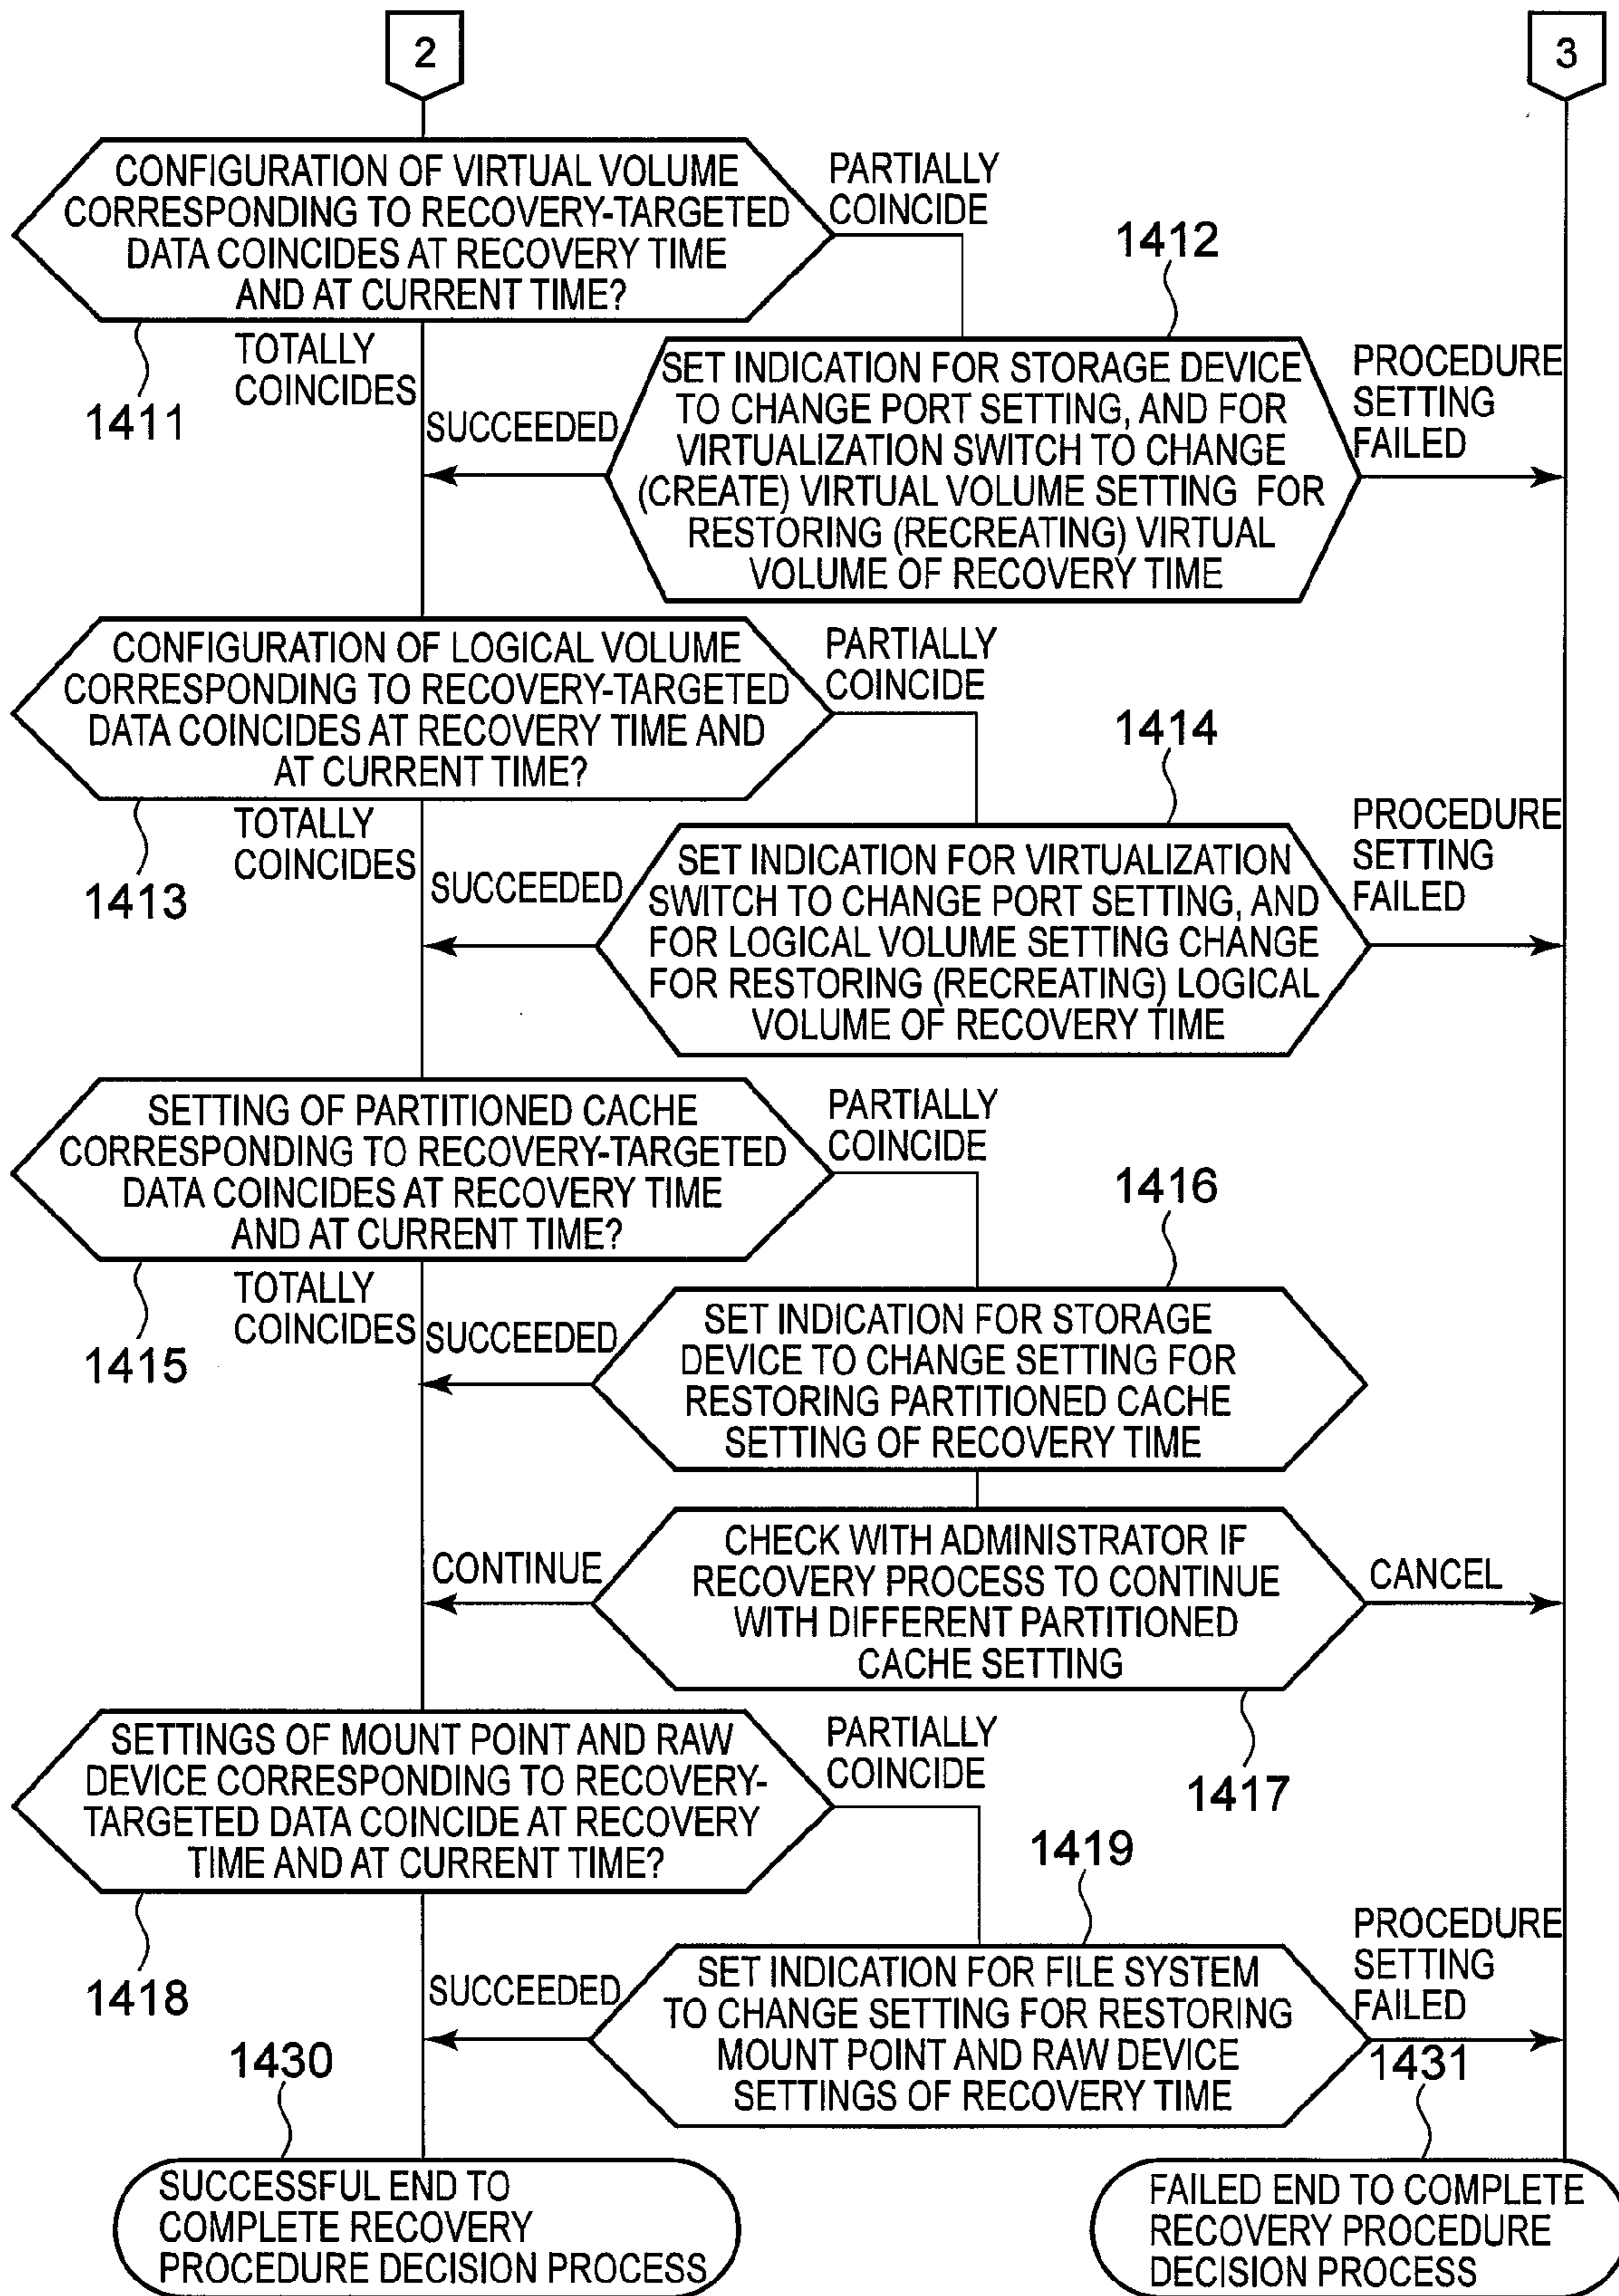 2
3
CONFIGURATION OF VIRTUAL VOLUME
CORRESPONDING TO RECOVERY-TARGETED
DATA COINCIDES AT RECOVERY TIME
AND AT CURRENT TIME?
PARTIALLY
COINCIDE
1411
TOTALLY
COINCIDES
1412
SET INDICATION FOR STORAGE DEVICE
TO CHANGE PORT SETTING, AND FOR
VIRTUALIZATION SWITCH TO CHANGE
(CREATE) VIRTUAL VOLUME SETTING FOR
RESTORING (RECREATING) VIRTUAL
VOLUME OF RECOVERY TIME
SUCCEEDED
PROCEDURE
SETTING
FAILED
CONFIGURATION OF LOGICAL VOLUME
CORRESPONDING TO RECOVERY-TARGETED
DATA COINCIDES AT RECOVERY TIME AND
AT CURRENT TIME?
PARTIALLY
COINCIDE
1413
TOTALLY
COINCIDES
1414
SET INDICATION FOR VIRTUALIZATION
SWITCH TO CHANGE PORT SETTING, AND
FOR LOGICAL VOLUME SETTING CHANGE
FOR RESTORING (RECREATING) LOGICAL
VOLUME OF RECOVERY TIME
SUCCEEDED
PROCEDURE
SETTING
FAILED
SETTING OF PARTITIONED CACHE
CORRESPONDING TO RECOVERY-TARGETED
DATA COINCIDES AT RECOVERY TIME
AND AT CURRENT TIME?
PARTIALLY
COINCIDE
1415
TOTALLY
COINCIDES
1416
SET INDICATION FOR STORAGE
DEVICE TO CHANGE SETTING FOR
RESTORING PARTITIONED CACHE
SETTING OF RECOVERY TIME
SUCCEEDED
CHECK WITH ADMINISTRATOR IF
RECOVERY PROCESS TO CONTINUE
WITH DIFFERENT PARTITIONED
CACHE SETTING
CONTINUE
CANCEL
1417
SETTINGS OF MOUNT POINT AND RAW
DEVICE CORRESPONDING TO RECOVERY-
TARGETED DATA COINCIDE AT RECOVERY
TIME AND AT CURRENT TIME?
PARTIALLY
COINCIDE
1418
1419
SET INDICATION FOR FILE SYSTEM
TO CHANGE SETTING FOR RESTORING
MOUNT POINT AND RAW DEVICE
SETTINGS OF RECOVERY TIME
SUCCEEDED
PROCEDURE
SETTING
FAILED
1430
SUCCESSFUL END TO
COMPLETE RECOVERY
PROCEDURE DECISION PROCESS
1431
FAILED END TO COMPLETE
RECOVERY PROCEDURE
DECISION PROCESS